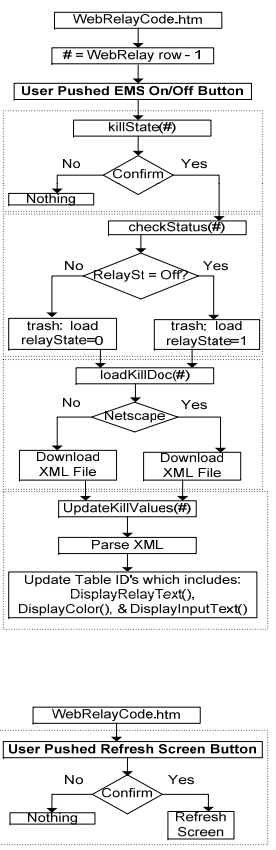 WebRelayCode.htm
# = WebRelay row - 1
User Pushed EMS On/Off Button
killState(#)
No
Yes
Confirm
Nothing
checkStatus(#)
No
Yes
RelaySt = Off?
trash: load
relayState=0
trash: load
relayState=1
loadKillDoc(#)
No
Yes
Netscape
Download
XML File
Download
XML File
UpdateKillValues(#)
Parse XML
Update Table ID's which includes:
DisplayRelayText(),
DisplayColor(), & DisplayInputText()
WebRelayCode.htm
User Pushed Refresh Screen Button
No
Yes
Confirm
Nothing
Refresh
Screen